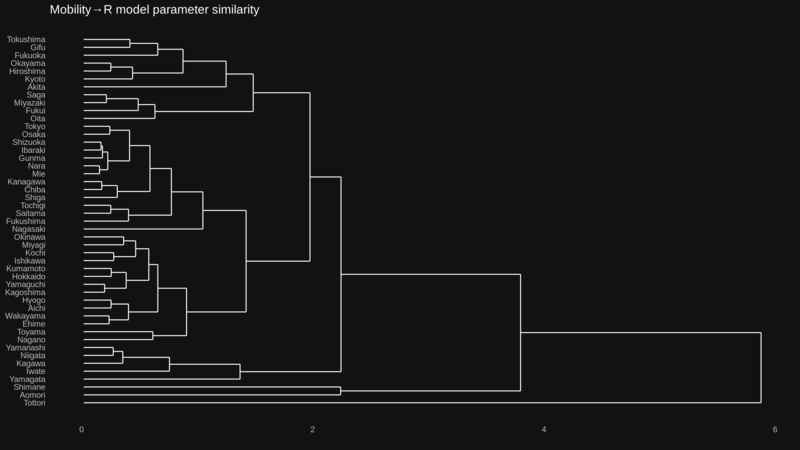 Mobility→R model parameter similarity
Tokushima
Gifu
Fukuoka
Okayama
Hiroshima
Kyoto
Akita
Saga
Miyazaki
Fukui
Oita
Tokyo
Osaka
Shizuoka
Ibaraki
Gunma
Nara
Mie
Kanagawa
Chiba
Shiga
Tochigi
Saitama
Fukushima
Nagasaki
Okinawa
Miyagi
Kochi
Ishikawa
Kumamoto
Hokkaido
Yamaguchi
Kagoshima
Hyogo
Aichi
Wakayama
Ehime
Toyama
Nagano
Yamanashi
Niigata
Kagawa
Iwate
Yamagata
Shimane
Aomori
Tottori
0 2 4 6